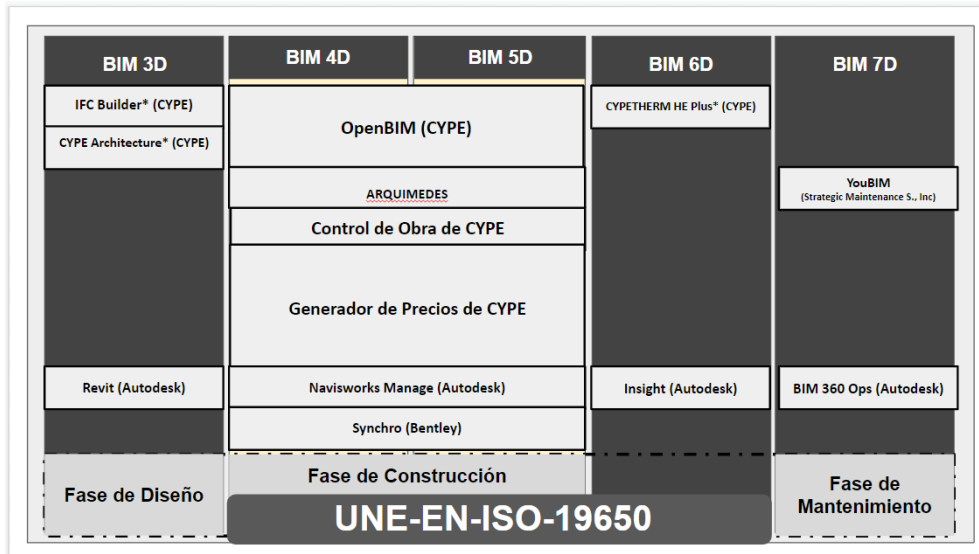 BIM 3D
BIM 4D
BIM 5D
BIM 6D
BIM 7D
IFC Builder* (CYPE)
CYPE Architecture* (CYPE)
OpenBIM (CYPE)
CYPETHERM HE Plus* (CYPE)
ARQUIMEDES
YouBIM
(Strategic Maintenance S., Inc)
Control de Obra de CYPE
Generador de Precios de CYPE
Revit (Autodesk)
Navisworks Manage (Autodesk)
Insight (Autodesk)
BIM 360 Ops (Autodesk)
Synchro (Bentley)
Fase de Diseño
Fase de Construcción
Fase de
Mantenimiento
UNE-EN-ISO-19650